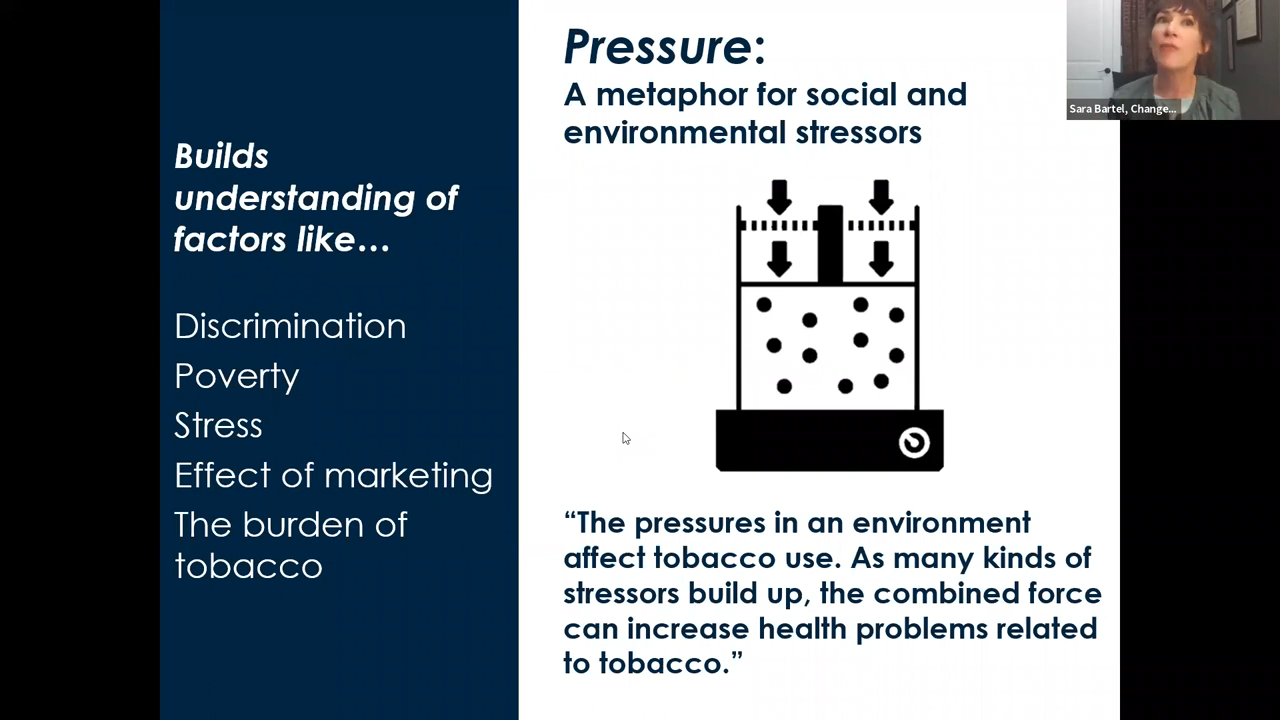 Builds
understanding of
factors like…
Discrimination
Poverty
Stress
Effect of marketing
The burden of
tobacco
Pressure:
A metaphor for social and
environmental stressors
“The pressures in an environment
affect tobacco use. As many kinds of
stressors build up, the combined force
can increase health problems related
to tobacco.”
Sara Bartel, Change...